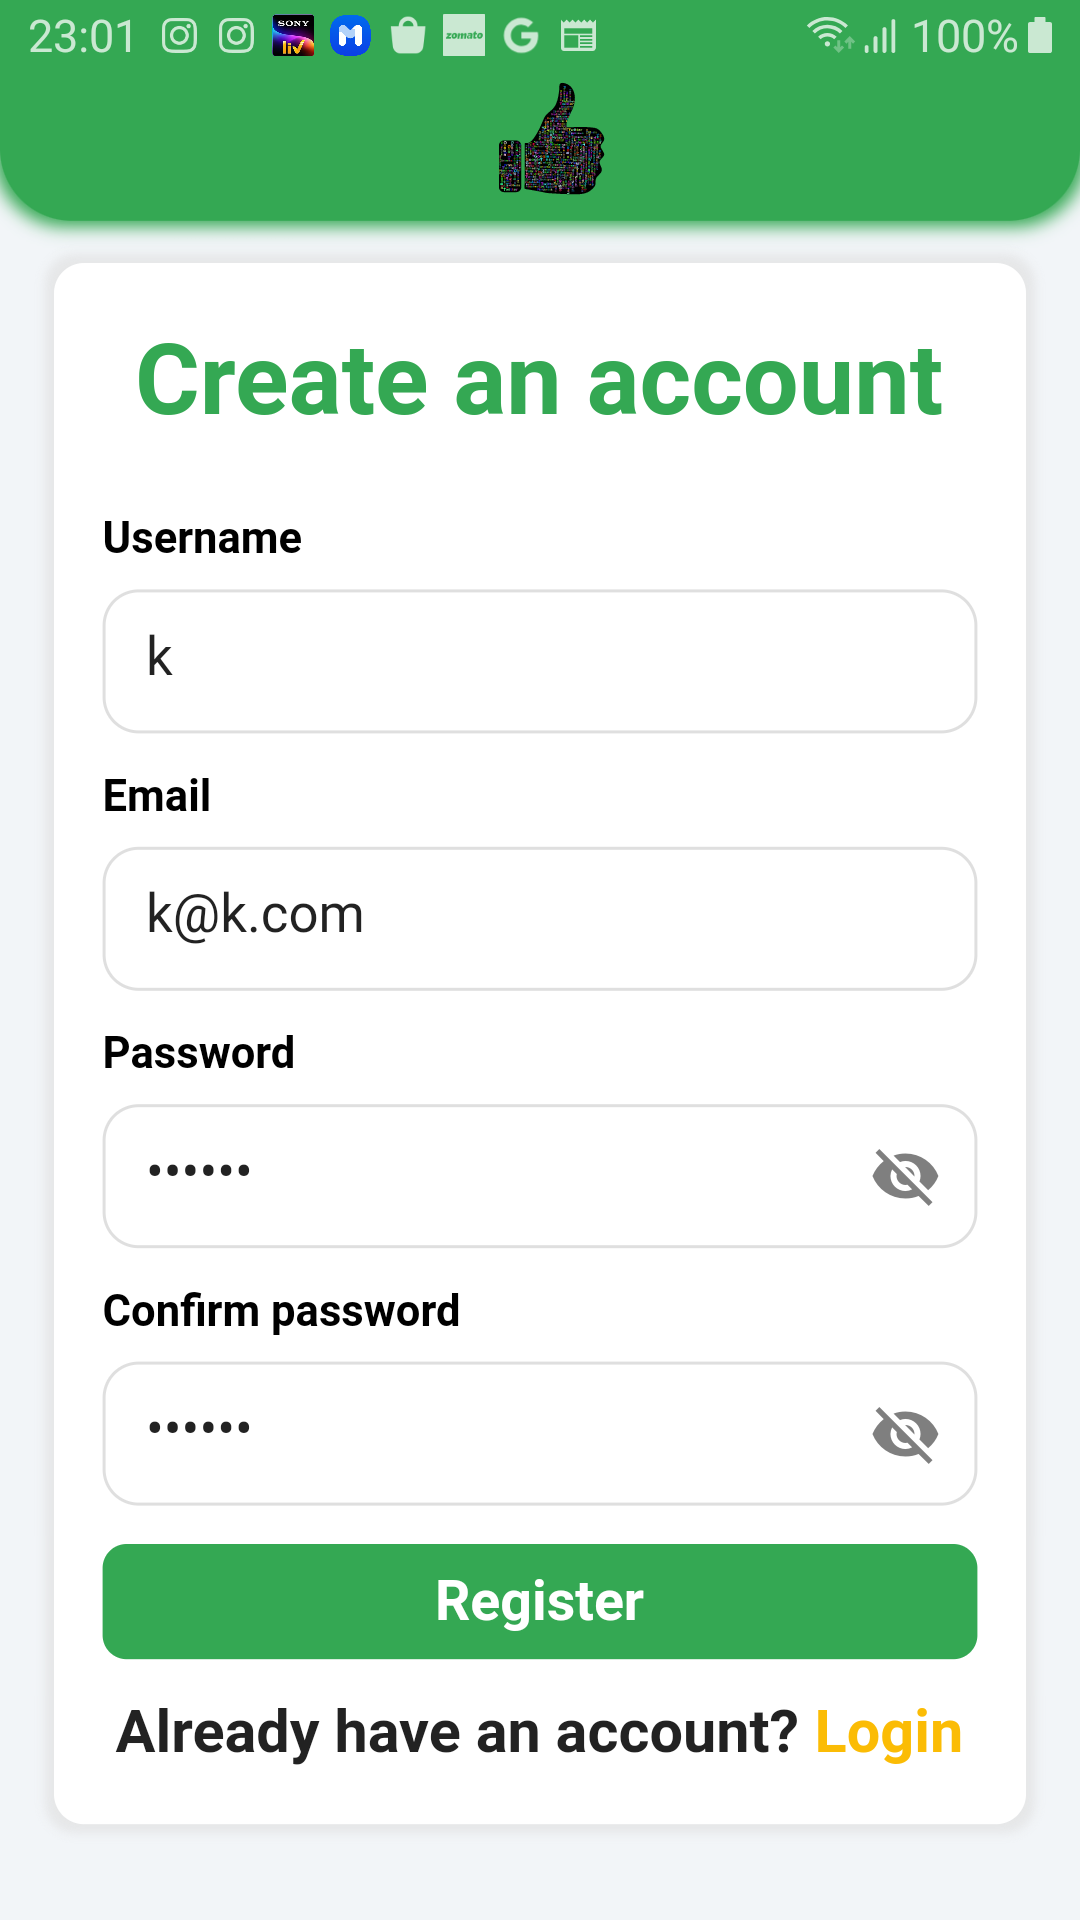 23:01 SONY liv zomato G 100%
Create an account
Username
k
Email
k@k.com
Password
••••••
Confirm password
••••••
Register
Already have an account? Login